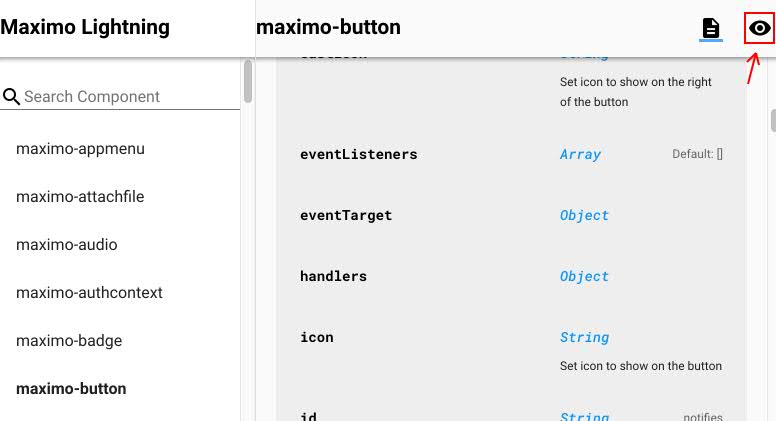 Maximo Lightning
maximo-button
Search Component
maximo-appmenu
maximo-attachfile
maximo-audio
maximo-authcontext
maximo-badge
maximo-button
String
Set icon to show on the right
of the button
eventListeners Array Default: []
eventTarget Object
handlers Object
icon String
Set icon to show on the button
id String notifies